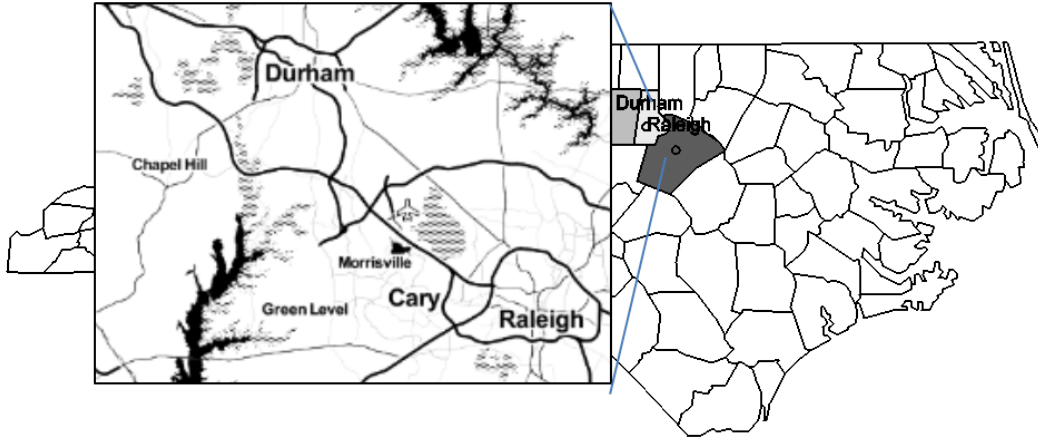 Durham
Chapel Hill
Morrisville
Green Level
Cary
Raleigh
Durham
Raleigh